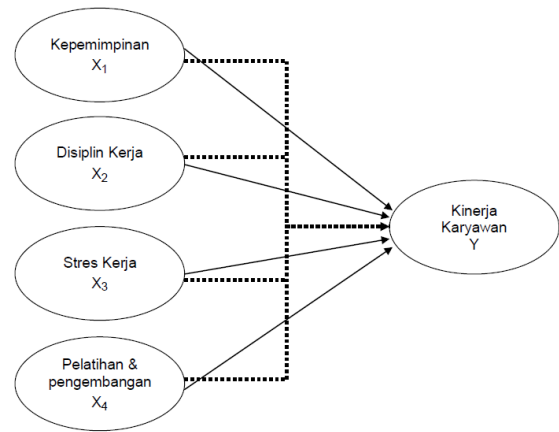 Kepemimpinan
X1
Disiplin Kerja
X2
Stres Kerja
X3
Pelatihan &
pengembangan
X4
Kinerja
Karyawan
Y